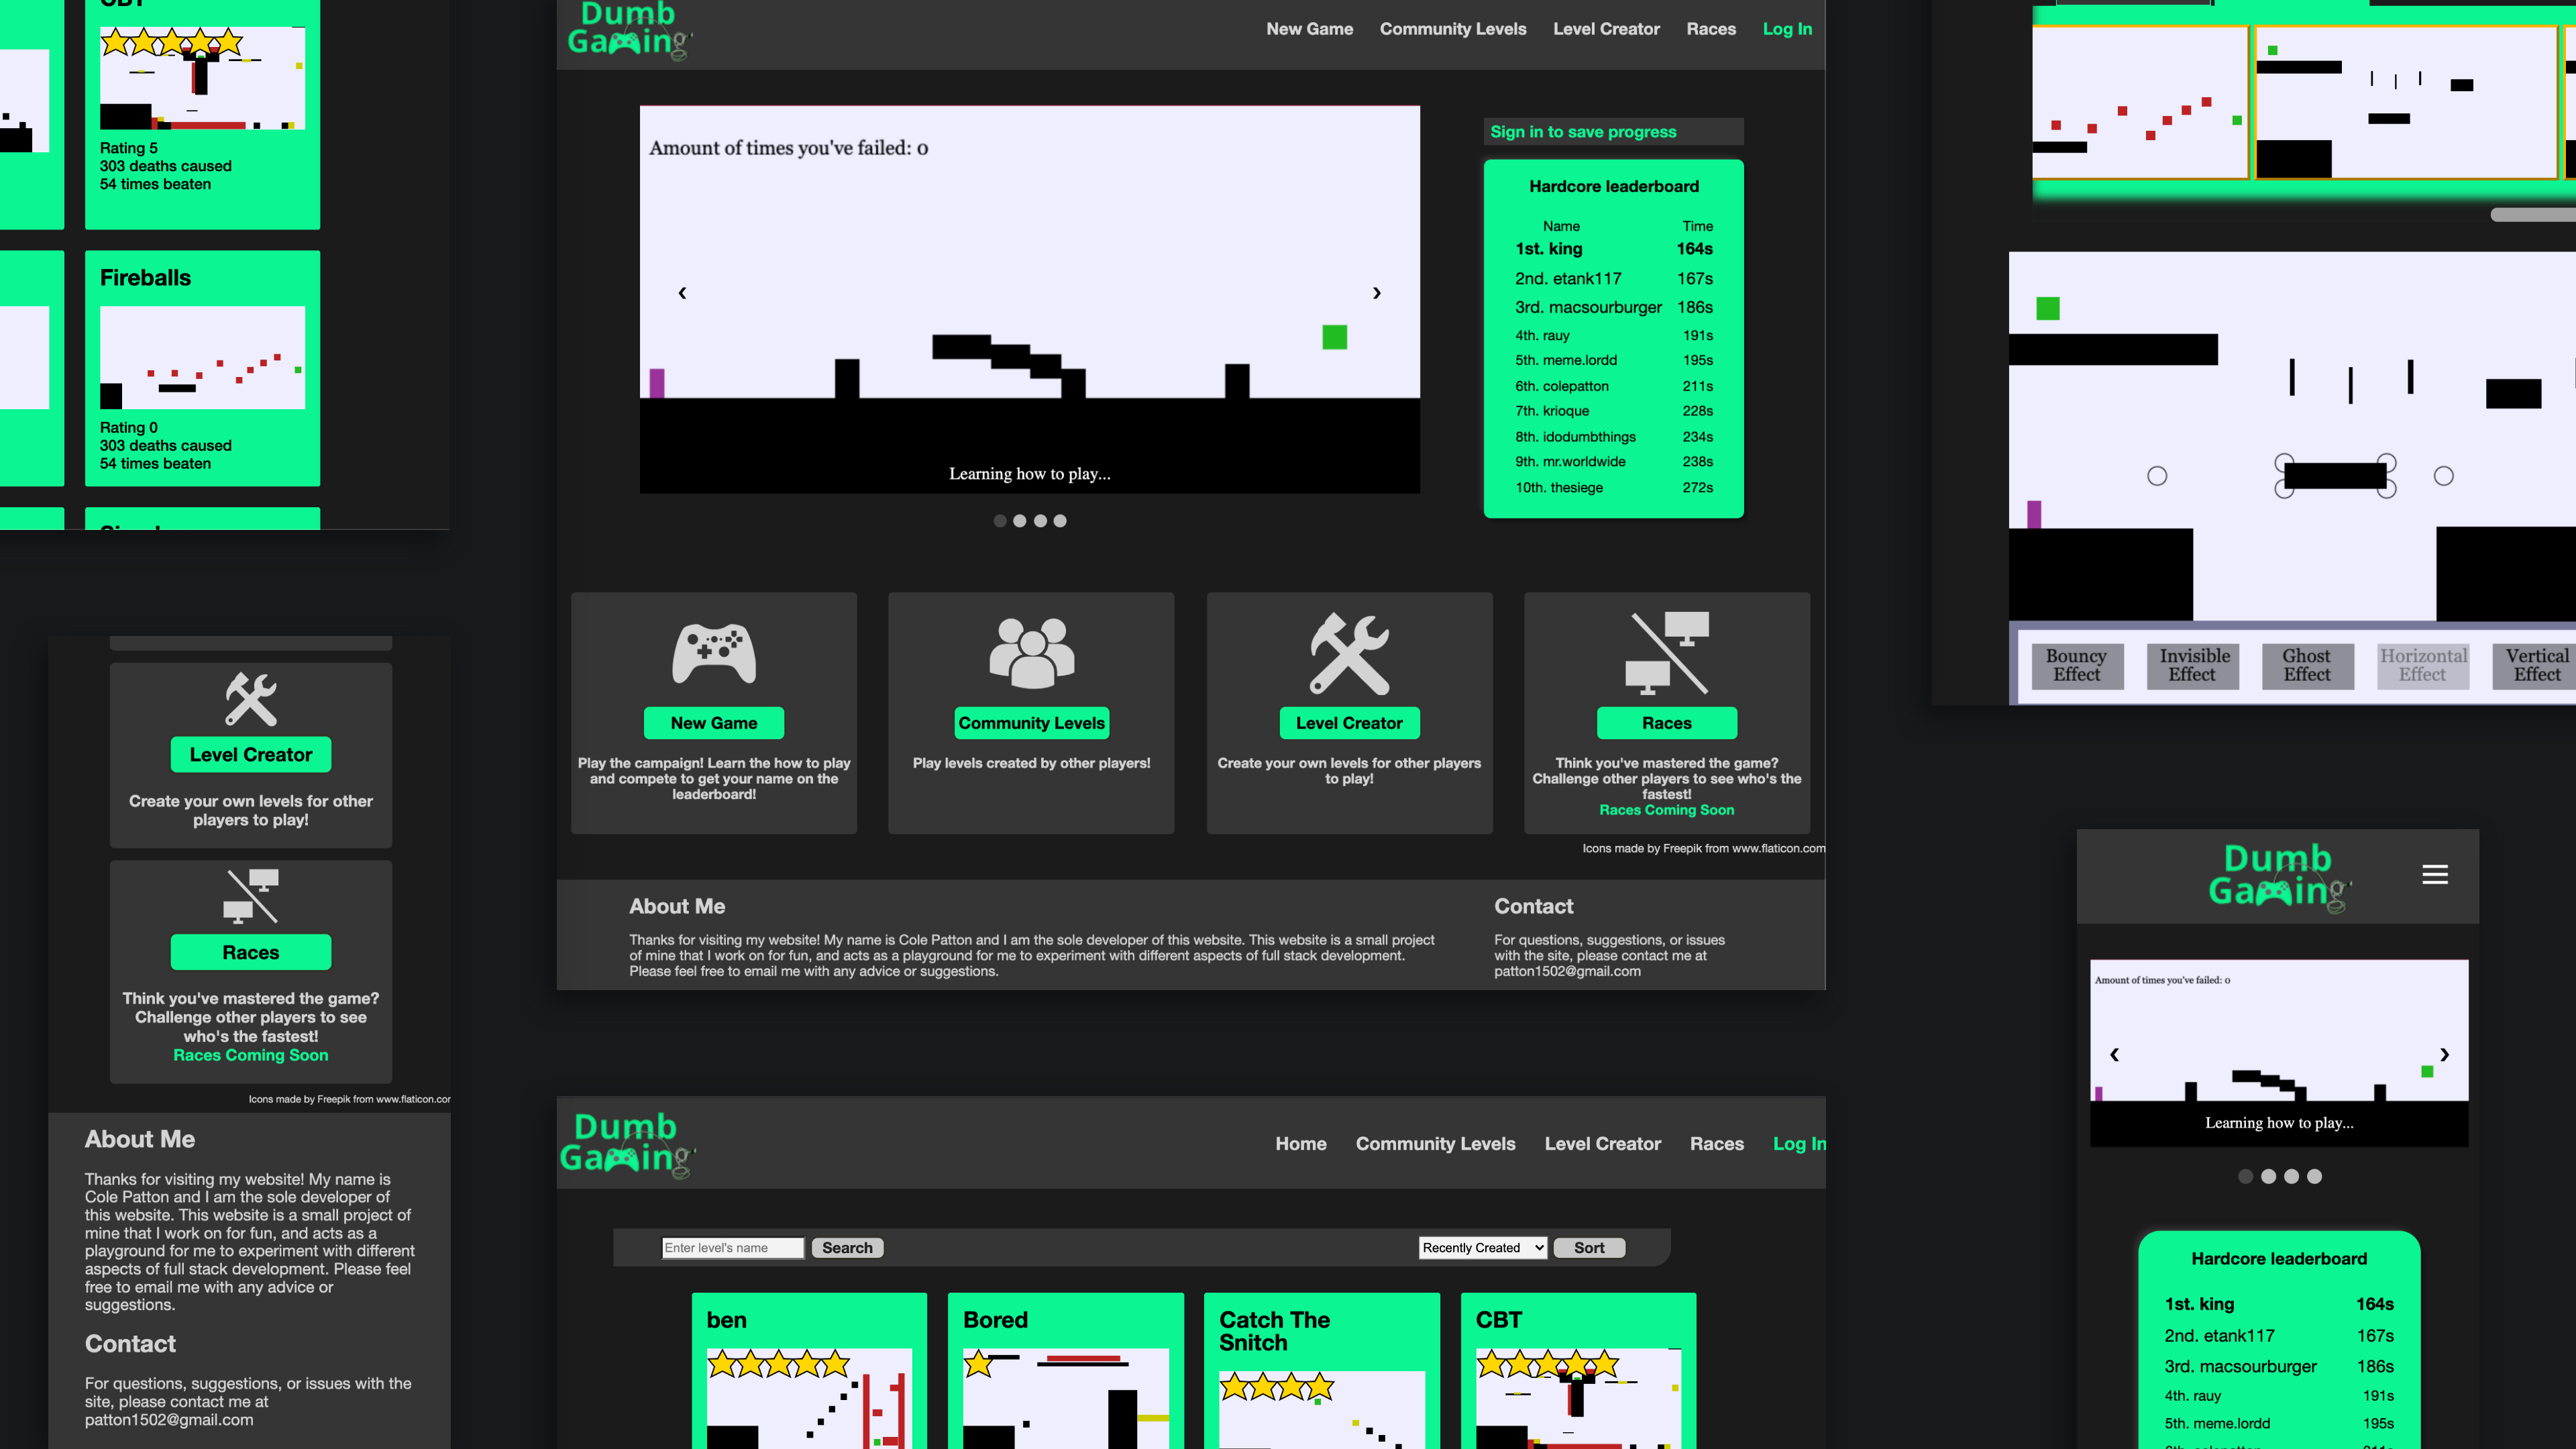 CBT
Rating 5
303 deaths caused
54 times beaten
Fireballs
Rating 0
303 deaths caused
54 times beaten
Level Creator
Create your own levels for other
players to play!
Races
Think you've mastered the game?
Challenge other players to see
who's the fastest!
Races Coming Soon
Icons made by Freepik from www.flaticon.cor
About Me
Thanks for visiting my website! My name is
Cole Patton and I am the sole developer of
this website. This website is a small project of
mine that I work on for fun, and acts as a
playground for me to experiment with different
aspects of full stack development. Please feel
free to email me with any advice or
suggestions.
Contact
For questions, suggestions, or issues with the
site, please contact me at
patton1502@gmail.com
Dumb
Gaming
New Game Community Levels Level Creator Races Log In
Amount of times you've failed: 0
‹ ›
Learning how to play...
Sign in to save progress
Hardcore leaderboard
Name Time
1st. king 164s
2nd. etank117 167s
3rd. macsourburger 186s
4th. rauy 191s
5th. meme.lordd 195s
6th. colepatton 211s
7th. krioque 228s
8th. idodumbthings 234s
9th. mr.worldwide 238s
10th. thesiege 272s
New Game
Play the campaign! Learn the how to play
and compete to get your name on the
leaderboard!
Community Levels
Play levels created by other players!
Level Creator
Create your own levels for other players
to play!
Races
Think you've mastered the game?
Challenge other players to see who's the
fastest!
Races Coming Soon
Icons made by Freepik from www.flaticon.com
About Me
Thanks for visiting my website! My name is Cole Patton and I am the sole developer of this website. This website is a small project
of mine that I work on for fun, and acts as a playground for me to experiment with different aspects of full stack development.
Please feel free to email me with any advice or suggestions.
Contact
For questions, suggestions, or issues
with the site, please contact me at
patton1502@gmail.com
Dumb
Gaming
Home Community Levels Level Creator Races Log In
Enter level's name Search Recently Created Sort
ben
Bored
Catch The
Snitch
CBT
Bouncy
Effect
Invisible
Effect
Ghost
Effect
Horizontal
Effect
Vertical
Effect
Dumb
Gaming
Amount of times you've failed: 0
‹ ›
Learning how to play...
Hardcore leaderboard
1st. king 164s
2nd. etank117 167s
3rd. macsourburger 186s
4th. rauy 191s
5th. meme.lordd 195s